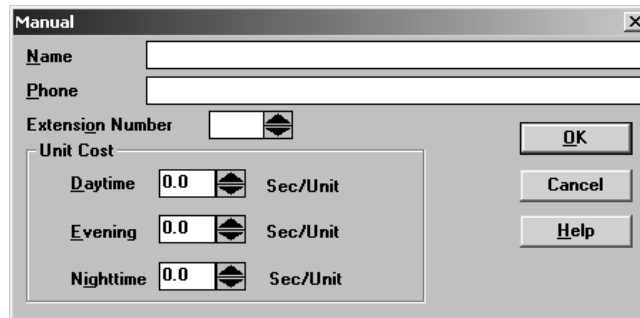 Manual
Name
Phone
Extension Number
Unit Cost
Daytime 0.0 Sec/Unit
Evening 0.0 Sec/Unit
Nighttime 0.0 Sec/Unit
OK
Cancel
Help